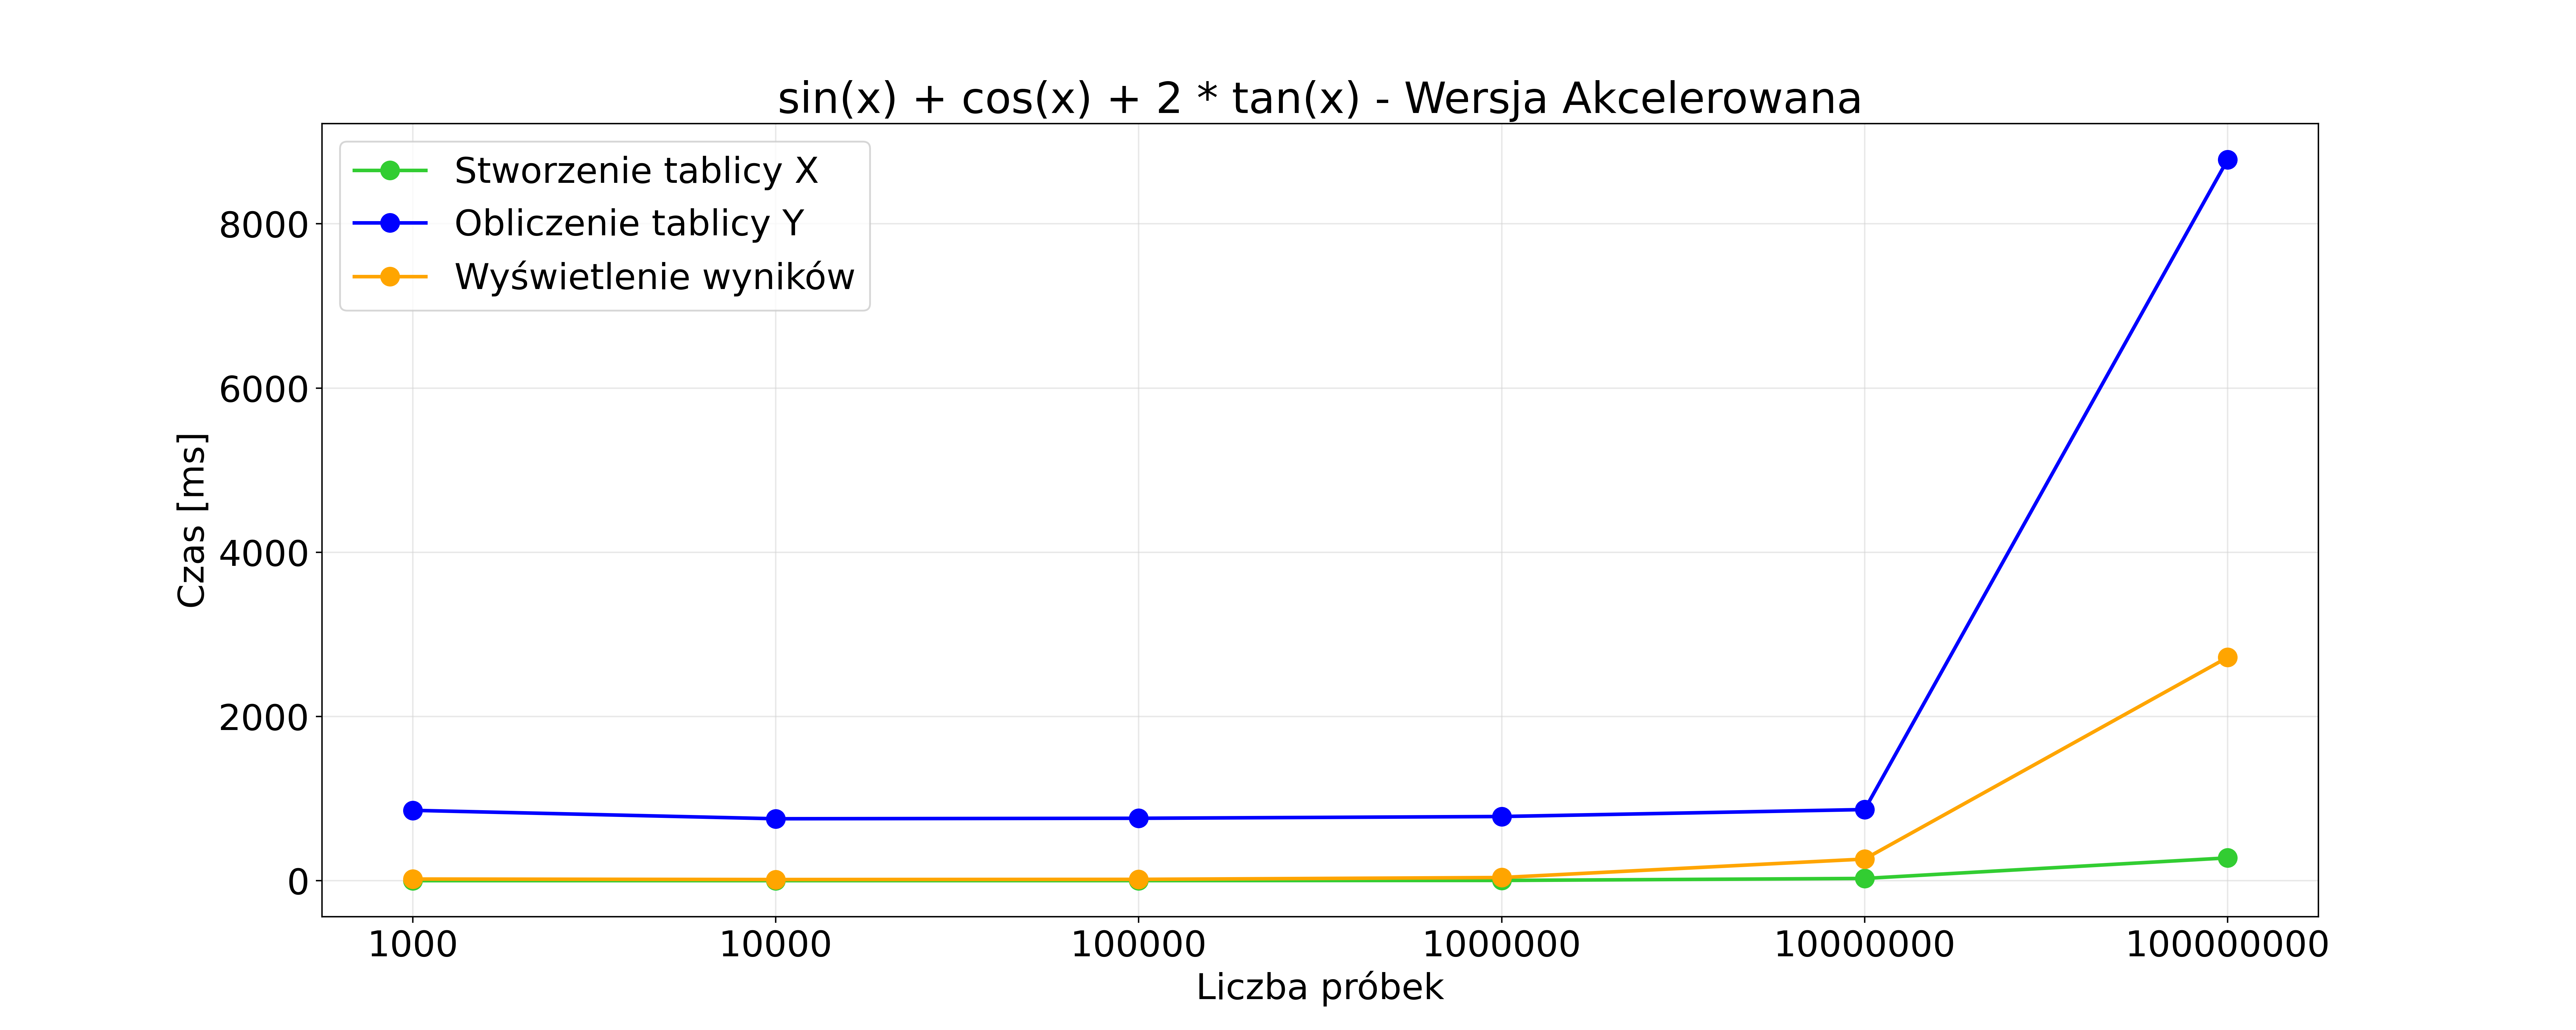 sin(x) + cos(x) + 2 * tan(x) - Wersja Akcelerowana
Stworzenie tablicy X
Obliczenie tablicy Y
Wyświetlenie wyników
Czas [ms]
8000
6000
4000
2000
0
1000 10000 100000 1000000 10000000 100000000
Liczba próbek